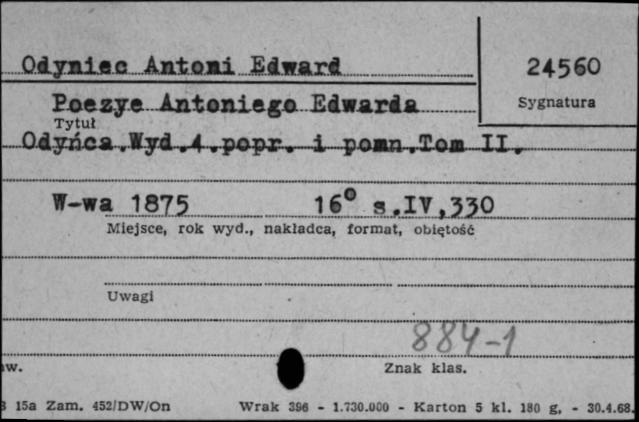 Odyniec Antoni Edward
24560
Sygnatura
Poezye Antoniego Edwarda
Tytuł
Odyńca.Wyd.4.popr. i pomn.Tom II.
W-wa 1875 16° s.IV,330
Miejsce, rok wyd., nakładca, format, objętość
Uwagi
884-1
Znak klas.
15a Zam. 452/DW/On Wrak 396 - 1.730.000 - Karton 5 kl. 180 g. - 30.4.68.